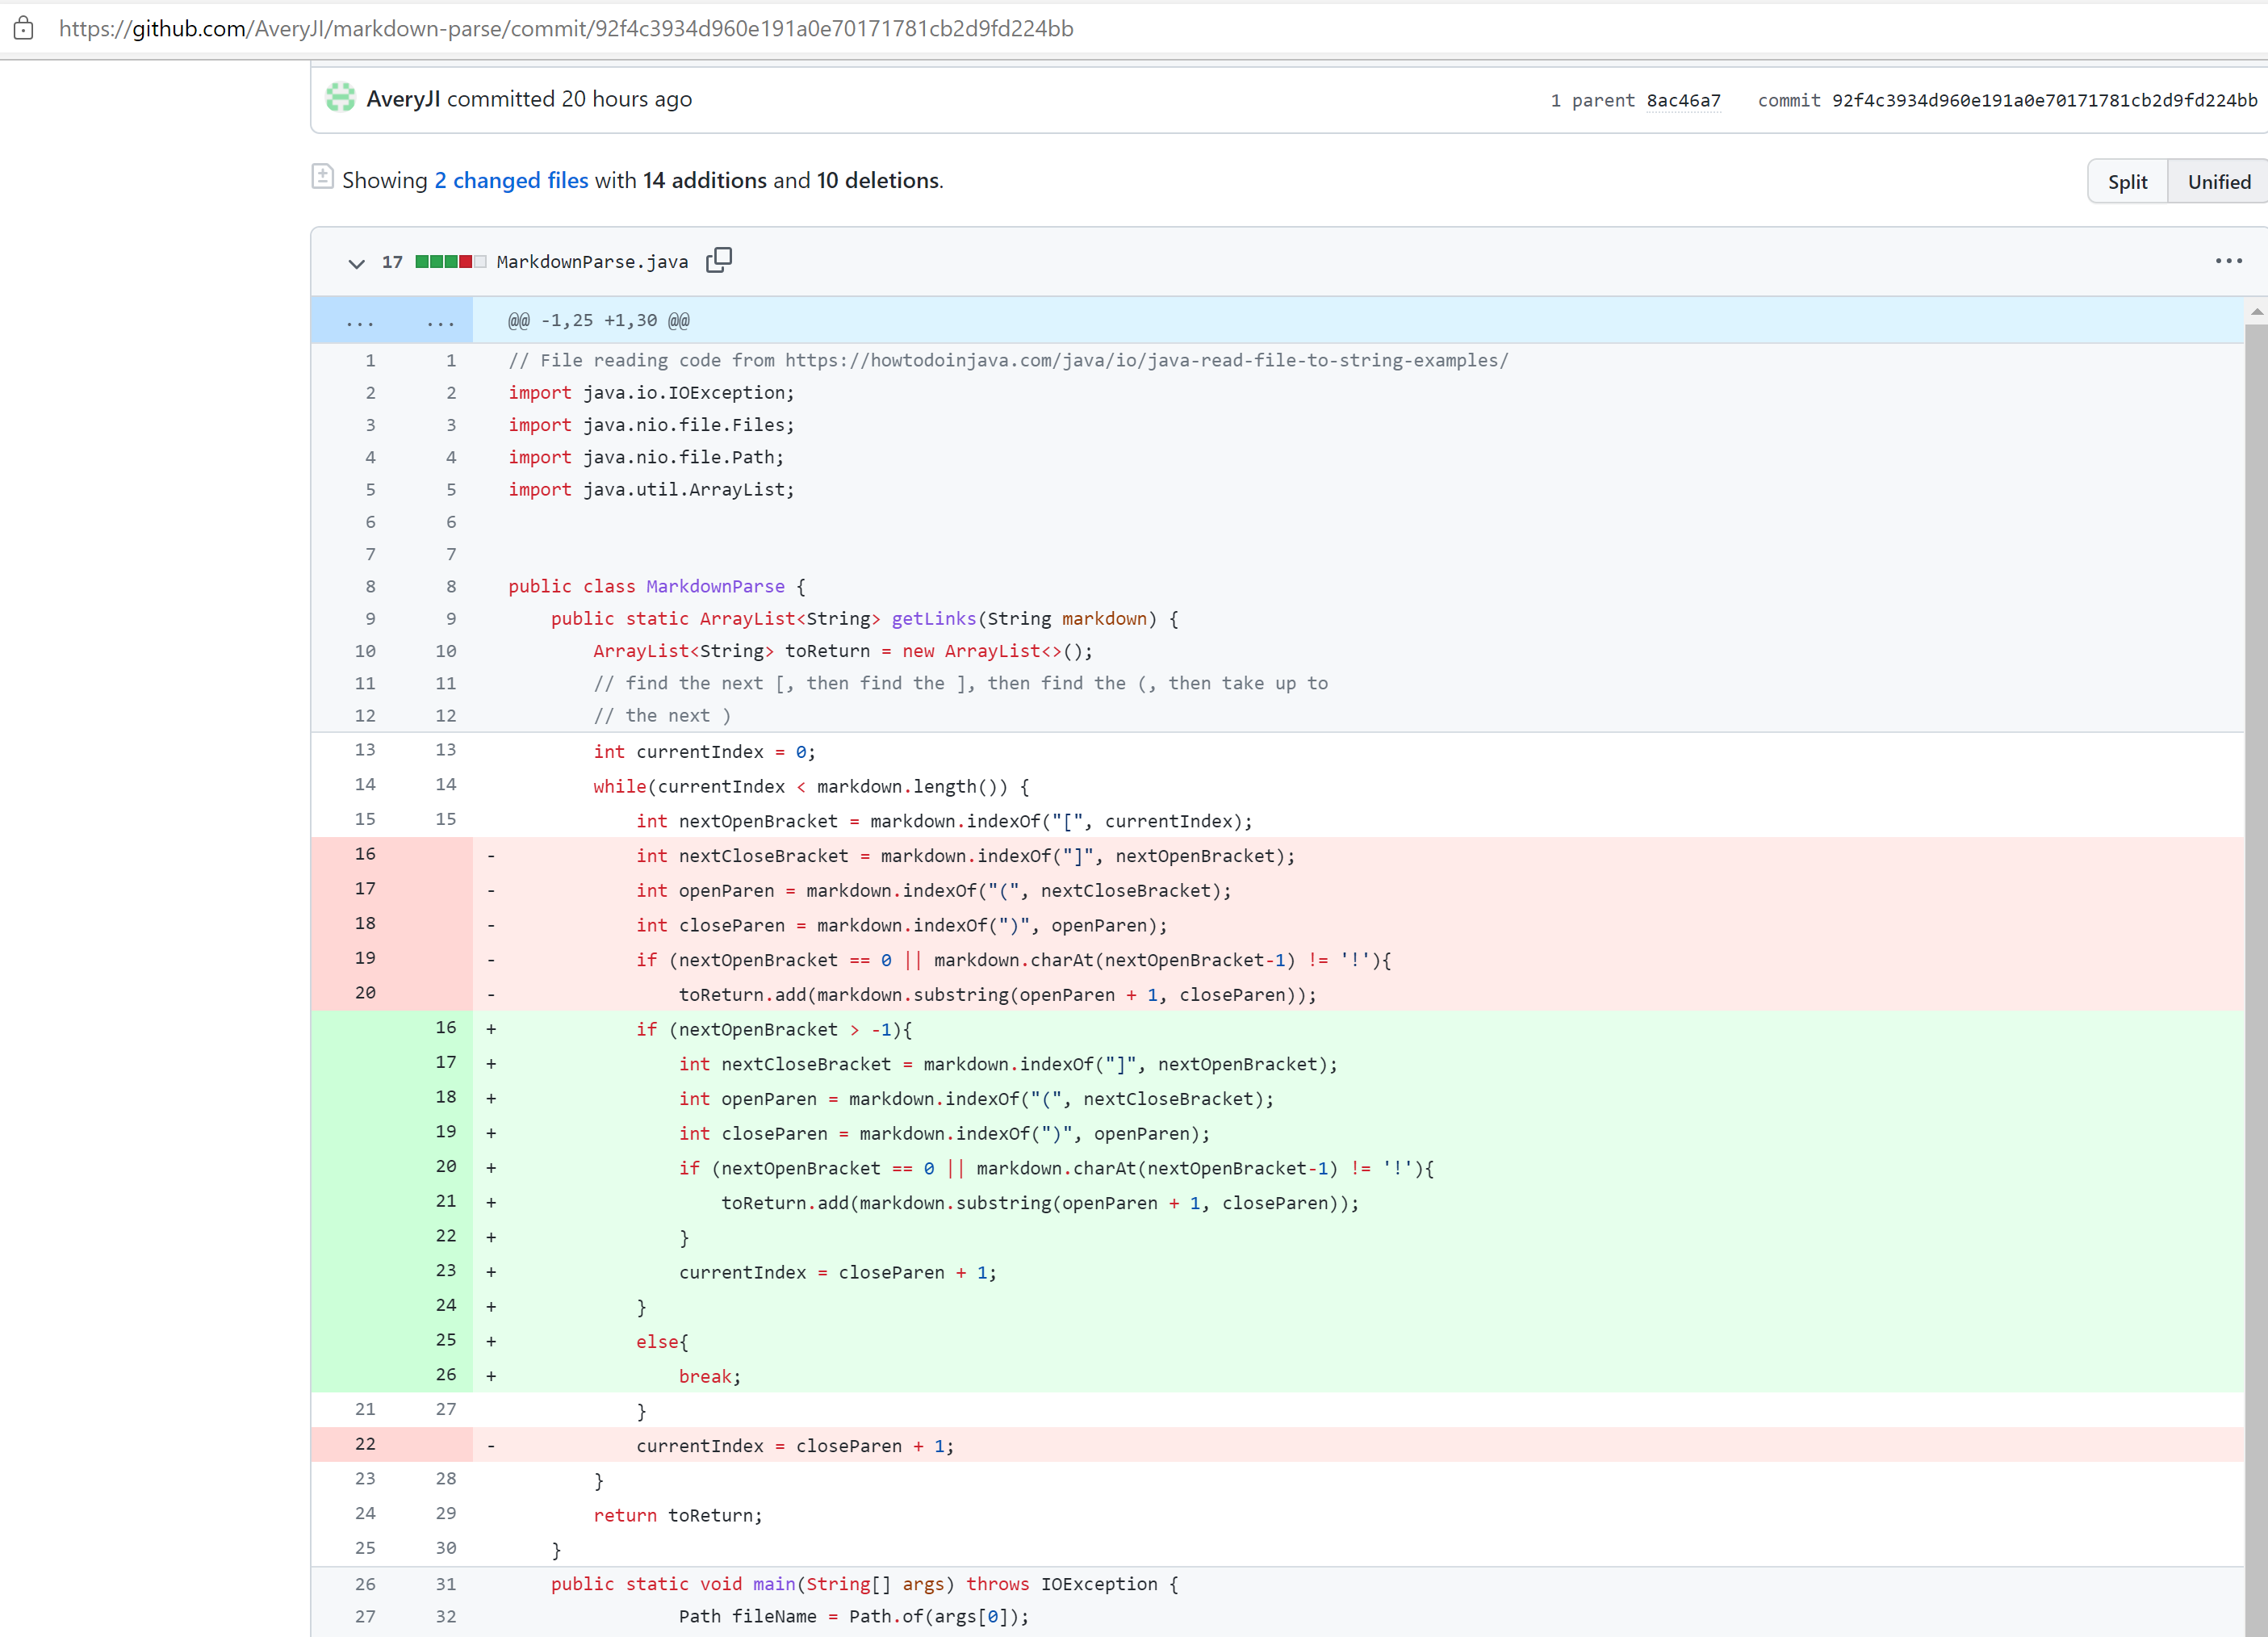 https://github.com/AveryJI/markdown-parse/commit/92f4c3934d960e191a0e70171781cb2d9fd224bb
AveryJI committed 20 hours ago 1 parent 8ac46a7 commit 92f4c3934d960e191a0e70171781cb2d9fd224bb
Showing 2 changed files with 14 additions and 10 deletions. Split Unified
17 MarkdownParse.java ...
... ... @@ -1,25 +1,30 @@
1 1 // File reading code from https://howtodoinjava.com/java/io/java-read-file-to-string-examples/
2 2 import java.io.IOException;
3 3 import java.nio.file.Files;
4 4 import java.nio.file.Path;
5 5 import java.util.ArrayList;
6 6
7 7
8 8 public class MarkdownParse {
9 9     public static ArrayList<String> getLinks(String markdown) {
10 10         ArrayList<String> toReturn = new ArrayList<>();
11 11         // find the next [, then find the ], then find the (, then take up to
12 12         // the next )
13 13         int currentIndex = 0;
14 14         while(currentIndex < markdown.length()) {
15 15             int nextOpenBracket = markdown.indexOf("[", currentIndex);
16 -             int nextCloseBracket = markdown.indexOf("]", nextOpenBracket);
17 -             int openParen = markdown.indexOf("(", nextCloseBracket);
18 -             int closeParen = markdown.indexOf(")", openParen);
19 -             if (nextOpenBracket == 0 || markdown.charAt(nextOpenBracket-1) != '!'){
20 -                 toReturn.add(markdown.substring(openParen + 1, closeParen));
16 +             if (nextOpenBracket > -1){
17 +                 int nextCloseBracket = markdown.indexOf("]", nextOpenBracket);
18 +                 int openParen = markdown.indexOf("(", nextCloseBracket);
19 +                 int closeParen = markdown.indexOf(")", openParen);
20 +                 if (nextOpenBracket == 0 || markdown.charAt(nextOpenBracket-1) != '!'){
21 +                     toReturn.add(markdown.substring(openParen + 1, closeParen));
22 +                 }
23 +                 currentIndex = closeParen + 1;
24 +             }
25 +             else{
26 +                 break;
21 27             }
22 -             currentIndex = closeParen + 1;
23 28         }
24 29         return toReturn;
25 30     }
26 31     public static void main(String[] args) throws IOException {
27 32                 Path fileName = Path.of(args[0]);